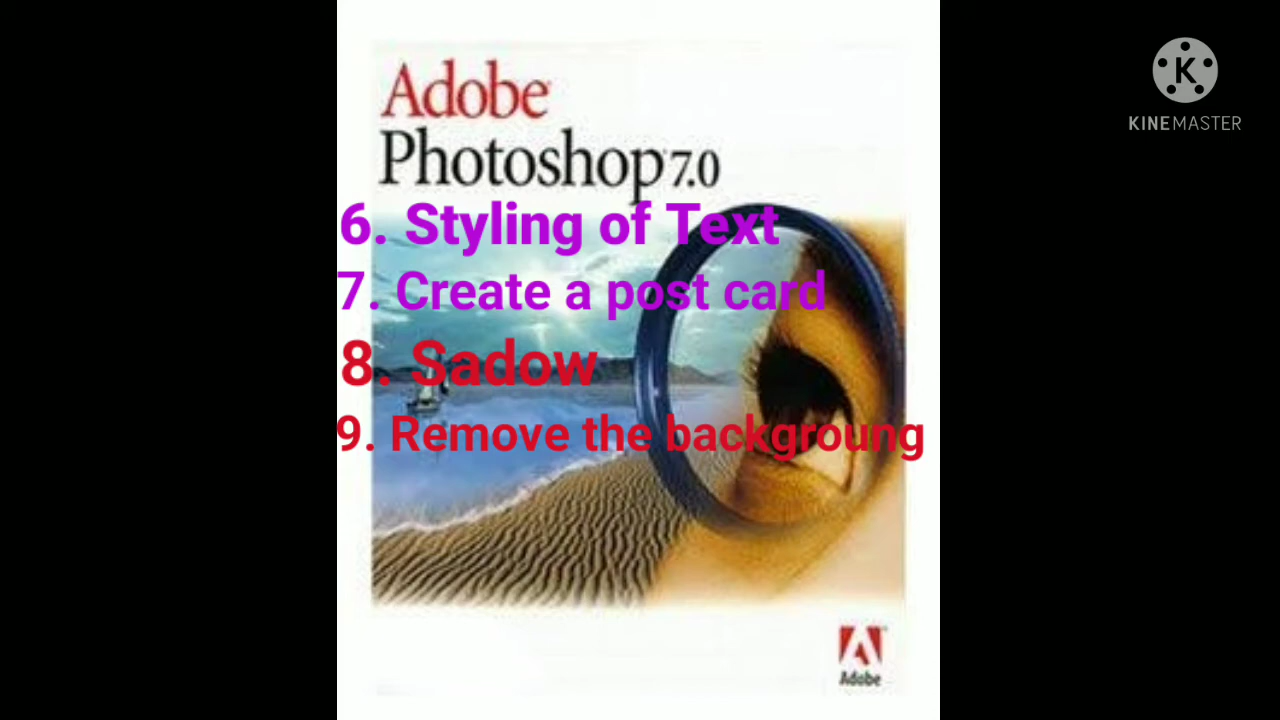 Adobe
Photoshop 7.0
6. Styling of Text
7. Create a post card
8. Sadow
9. Remove the backgroung
Adobe
K
KINEMASTER